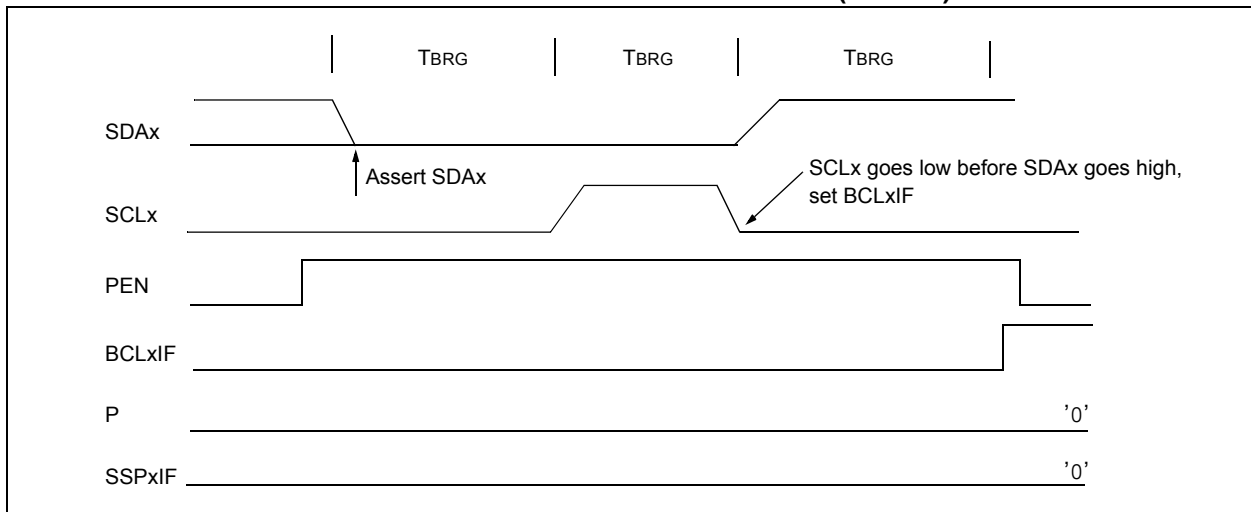 TBRG TBRG TBRG
SDAx
Assert SDAx
SCLx goes low before SDAx goes high,
set BCLxIF
SCLx
PEN
BCLxIF
P
'0'
SSPxIF
'0'